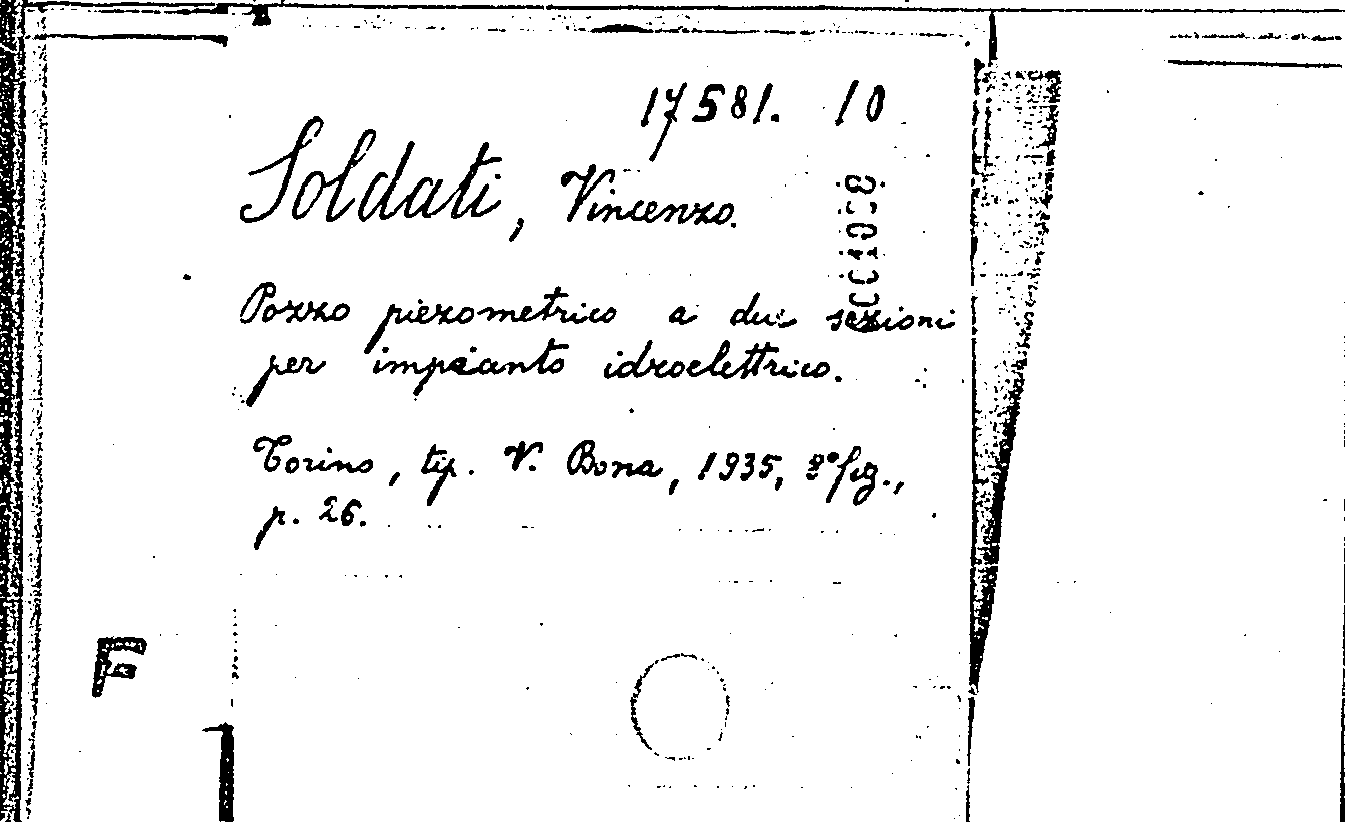 17581. 10
Soldati, Vincenzo.
Pozzo piezometrico a due sezioni
per impianto idroelettrico.
Torino, tip. V. Bona, 1935, 8° fig.,
p. 26.
F